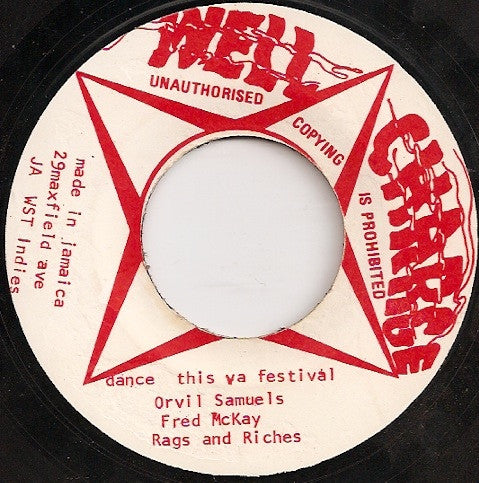 WELL
CHARGE
UNAUTHORISED
COPYING
IS PROHIBITED
made in jamaica
29maxfield ave
JA WST Indies
dance this ya festival
Orvil Samuels
Fred McKay
Rags and Riches